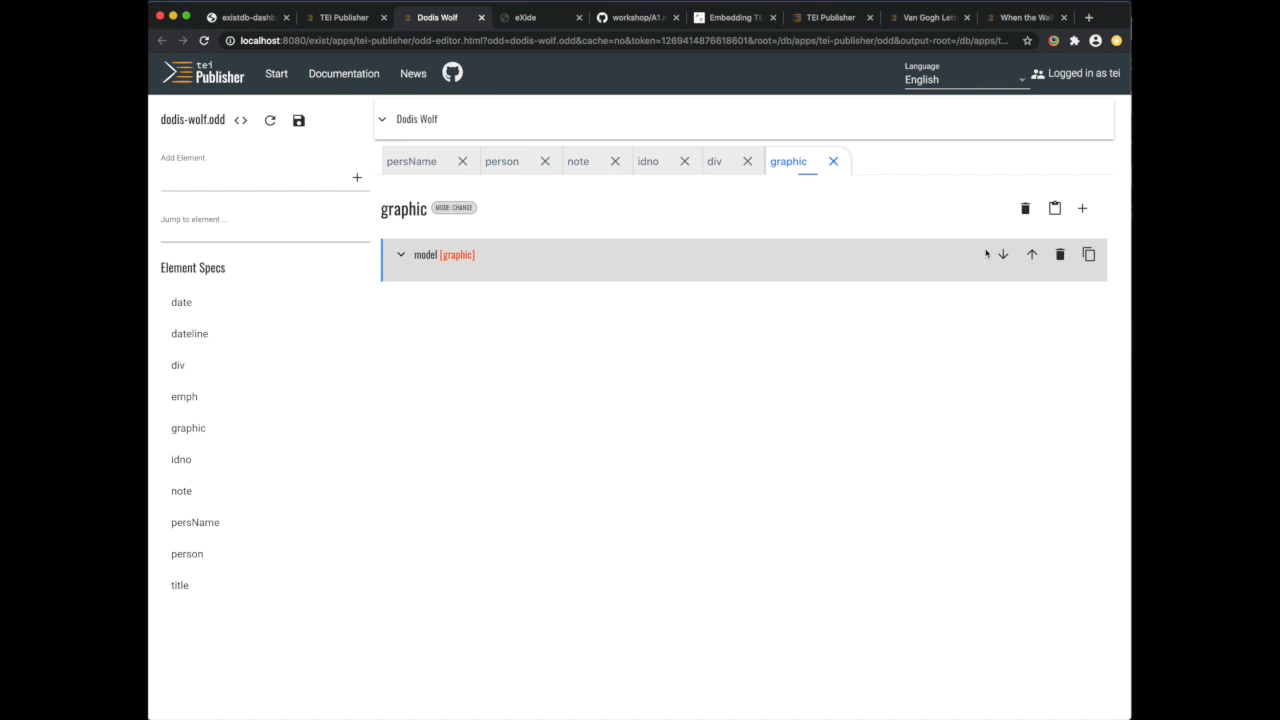 existdb-dashb
TEI Publisher
Dodis Wolf
eXide
workshop/A1.r
Embedding TE
TEI Publisher
Van Gogh Lett
When the Wa
localhost:8080/exist/apps/tei-publisher/odd-editor.html?odd=dodis-wolf.odd&cache=no&token=1269414876618601&root=/db/apps/tei-publisher/odd&output-root=/db/apps/t...
tei
Publisher
Start
Documentation
News
Language
English
Logged in as tei
dodis-wolf.odd
Dodis Wolf
Add Element
persName
person
note
idno
div
graphic
graphic MODE: CHANGE
Jump to element ...
model [graphic]
Element Specs
date
dateline
div
emph
graphic
idno
note
persName
person
title